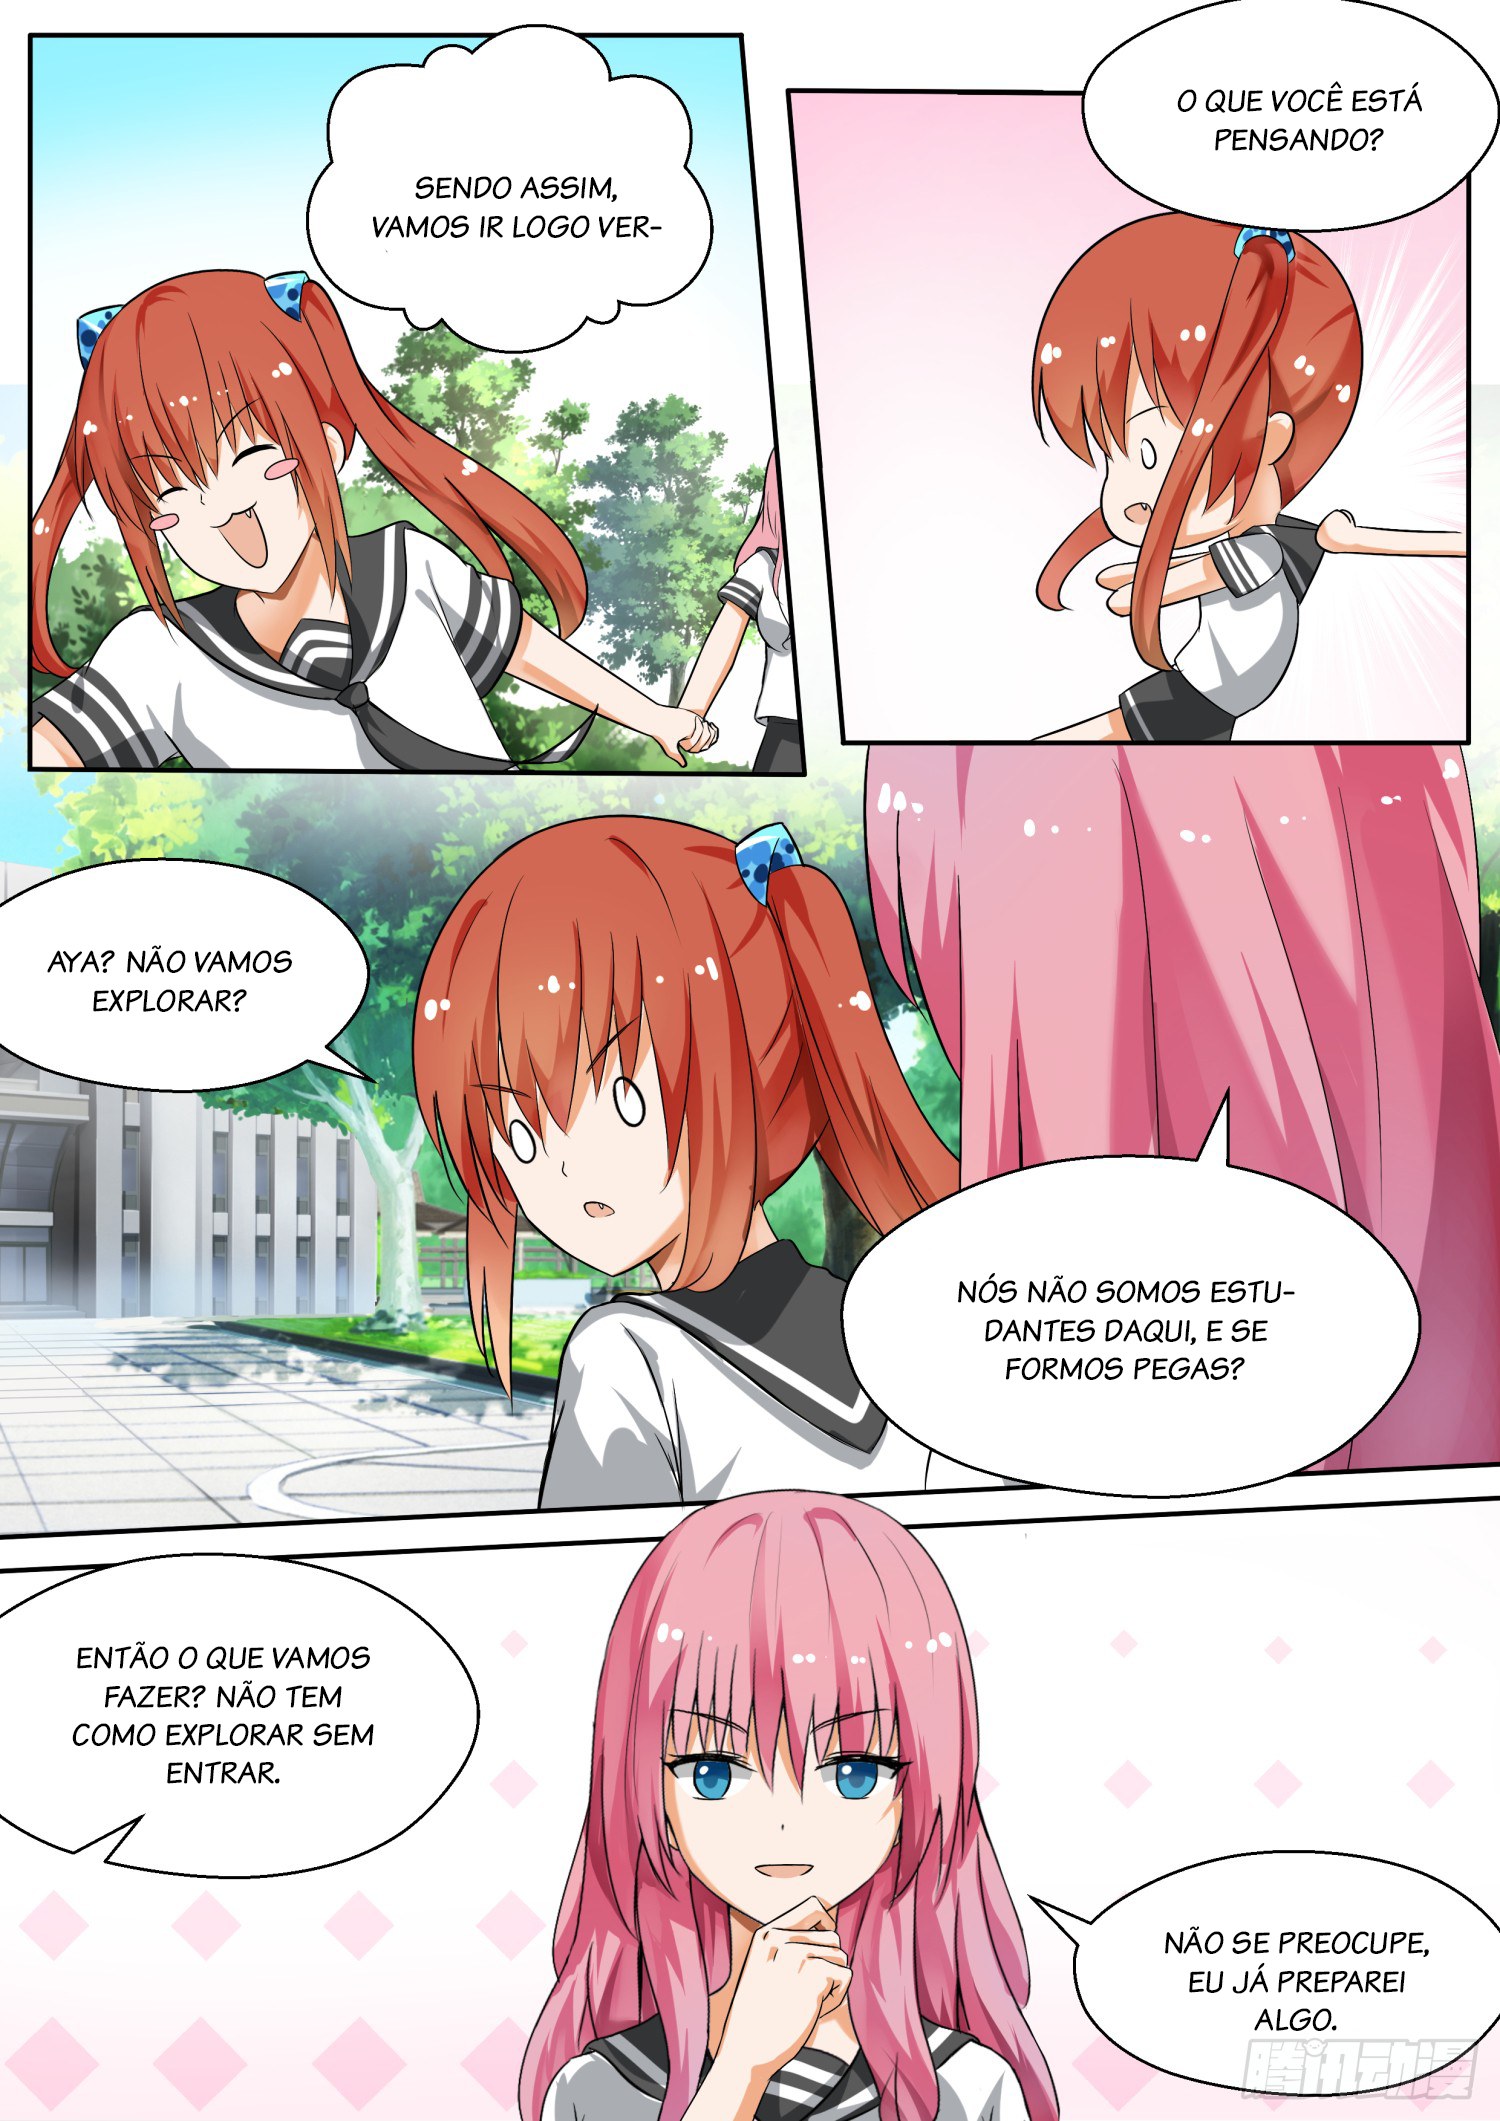 SENDO ASSIM,
VAMOS IR LOGO VER-
O QUE VOCÊ ESTÁ
PENSANDO?
AYA? NÃO VAMOS
EXPLORAR?
NÓS NÃO SOMOS ESTU-
DANTES DAQUI, E SE
FORMOS PEGAS?
ENTÃO O QUE VAMOS
FAZER? NÃO TEM
COMO EXPLORAR SEM
ENTRAR.
NÃO SE PREOCUPE,
EU JÁ PREPAREI
ALGO.
腾讯动漫